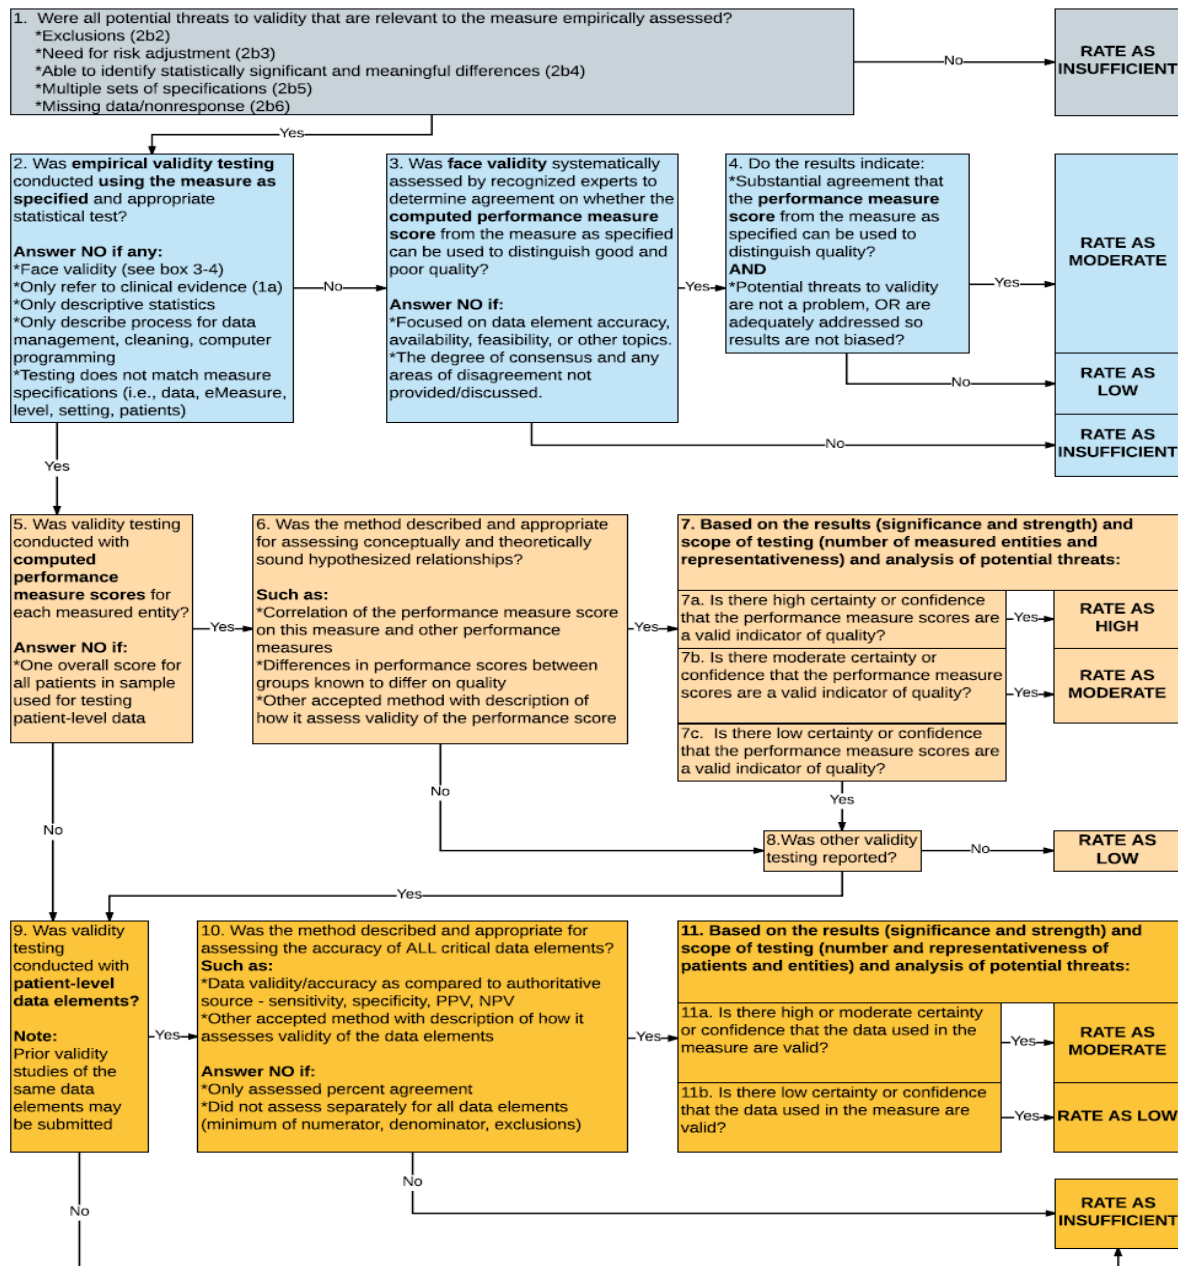 1.  Were all potential threats to validity that are relevant to the measure empirically assessed?
*Exclusions (2b2)
*Need for risk adjustment (2b3)
*Able to identify statistically significant and meaningful differences (2b4)
*Multiple sets of specifications (2b5)
*Missing data/nonresponse (2b6)
No
RATE AS
INSUFFICIENT
Yes
2. Was empirical validity testing
conducted using the measure as
specified and appropriate
statistical test?
Answer NO if any:
*Face validity (see box 3-4)
*Only refer to clinical evidence (1a)
*Only descriptive statistics
*Only describe process for data
management, cleaning, computer
programming
*Testing does not match measure
specifications (i.e., data, eMeasure,
level, setting, patients)
No
3. Was face validity systematically
assessed by recognized experts to
determine agreement on whether the
computed performance measure
score from the measure as specified
can be used to distinguish good and
poor quality?
Answer NO if:
*Focused on data element accuracy,
availability, feasibility, or other topics.
*The degree of consensus and any
areas of disagreement not
provided/discussed.
Yes
4. Do the results indicate:
*Substantial agreement that
the performance measure
score from the measure as
specified can be used to
distinguish quality?
AND
*Potential threats to validity
are not a problem, OR are
adequately addressed so
results are not biased?
Yes
RATE AS
MODERATE
No
RATE AS
LOW
No
RATE AS
INSUFFICIENT
Yes
5. Was validity testing
conducted with
computed
performance
measure scores for
each measured entity?
Answer NO if:
*One overall score for
all patients in sample
used for testing
patient-level data
Yes
6. Was the method described and appropriate
for assessing conceptually and theoretically
sound hypothesized relationships?
Such as:
*Correlation of the performance measure score
on this measure and other performance
measures
*Differences in performance scores between
groups known to differ on quality
*Other accepted method with description of
how it assess validity of the performance score
Yes
7. Based on the results (significance and strength) and
scope of testing (number of measured entities and
representativeness) and analysis of potential threats:
7a. Is there high certainty or confidence
that the performance measure scores are
a valid indicator of quality?
Yes
RATE AS
HIGH
7b. Is there moderate certainty or
confidence that the performance measure
scores are a valid indicator of quality?
Yes
RATE AS
MODERATE
7c.  Is there low certainty or confidence
that the performance measure scores are
a valid indicator of quality?
No
No
Yes
8.Was other validity
testing reported?
No
RATE AS
LOW
Yes
9. Was validity
testing
conducted with
patient-level
data elements?
Note:
Prior validity
studies of the
same data
elements may
be submitted
Yes
10. Was the method described and appropriate for
assessing the accuracy of ALL critical data elements?
Such as:
*Data validity/accuracy as compared to authoritative
source - sensitivity, specificity, PPV, NPV
*Other accepted method with description of how it
assesses validity of the data elements
Answer NO if:
*Only assessed percent agreement
*Did not assess separately for all data elements
(minimum of numerator, denominator, exclusions)
Yes
11. Based on the results (significance and strength) and
scope of testing (number and representativeness of
patients and entities) and analysis of potential threats:
11a. Is there high or moderate certainty
or confidence that the data used in the
measure are valid?
Yes
RATE AS
MODERATE
11b. Is there low certainty or confidence
that the data used in the measure are
valid?
Yes
RATE AS LOW
No
No
RATE AS
INSUFFICIENT